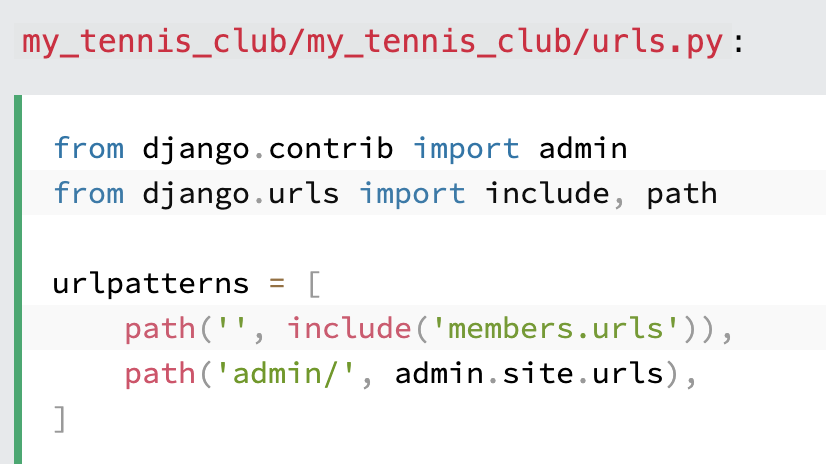 my_tennis_club/my_tennis_club/urls.py:
from django.contrib import admin
from django.urls import include, path
urlpatterns = [
    path('', include('members.urls')),
    path('admin/', admin.site.urls),
]